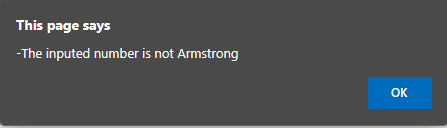 This page says
-The inputed number is not Armstrong
OK